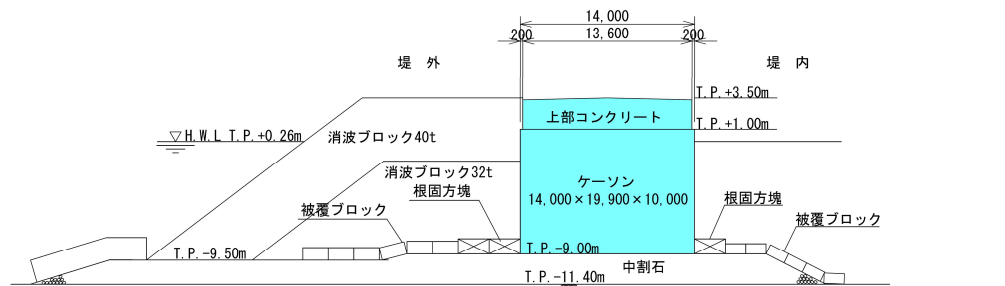 14,000
200
13,600
200
堤 外
堤 内
T.P.+3.50m
上部コンクリート
T.P.+1.00m
H.W.L T.P.+0.26m
消波ブロック40t
消波ブロック32t
ケーソン
14,000×19,900×10,000
根固方塊
根固方塊
被覆ブロック
被覆ブロック
T.P.-9.50m
T.P.-9.00m
中割石
T.P.-11.40m